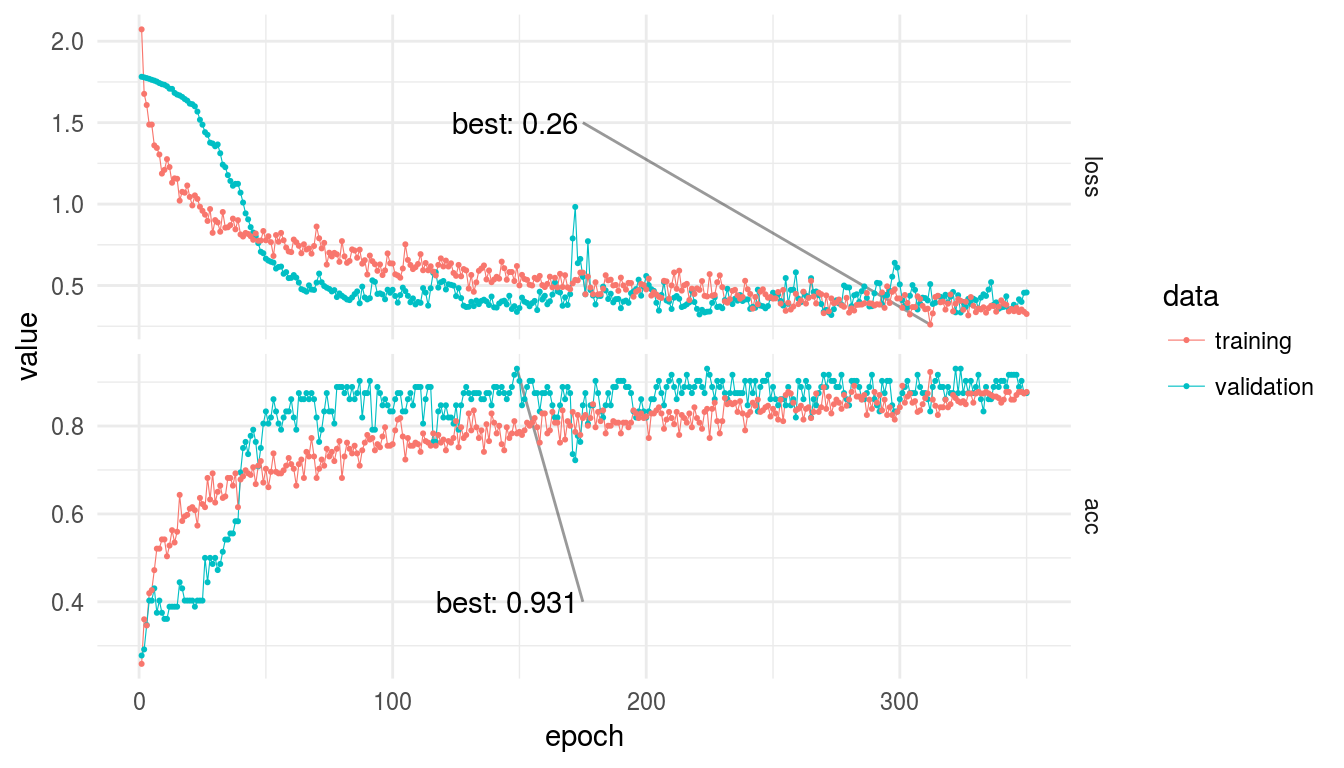 value
2.0
1.5
1.0
0.5
best: 0.26
loss
0.8
0.6
0.4
best: 0.931
acc
0
100
200
300
epoch
data
training
validation